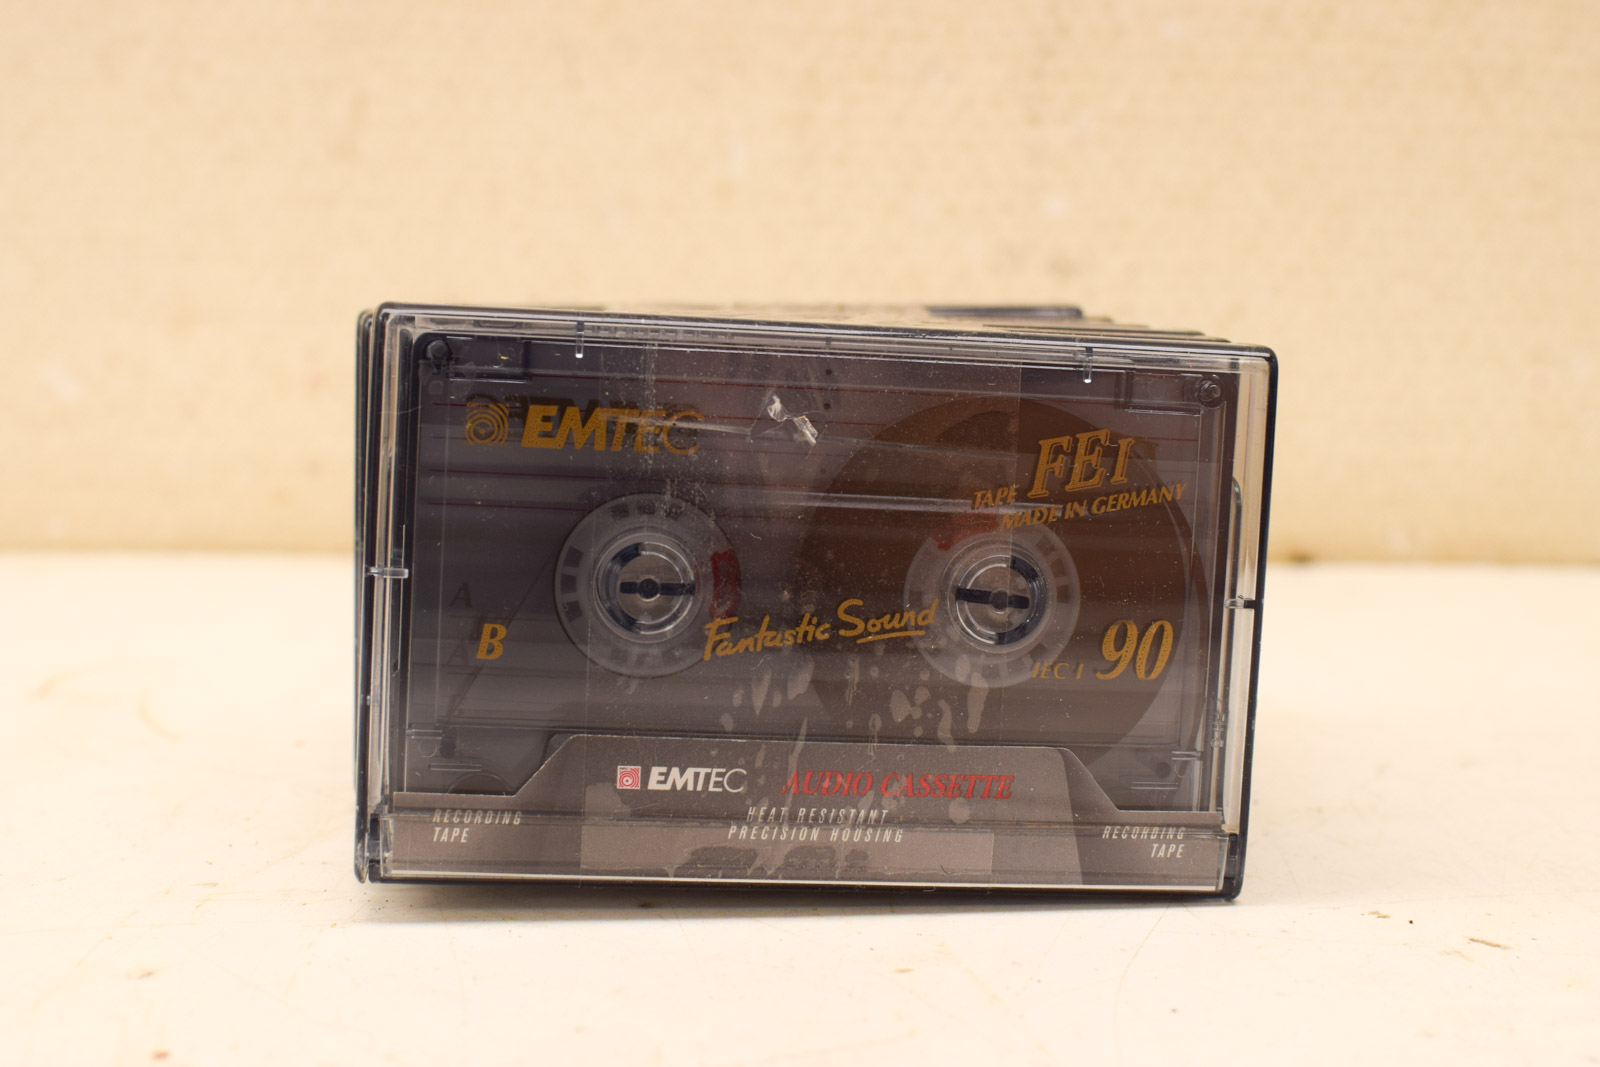 EMTEC
FE I
TAPE
MADE IN GERMANY
A
B
Fantastic Sound
IEC I 90
EMTEC AUDIO CASSETTE
HEAT RESISTANT
PRECISION HOUSING
RECORDING
TAPE
RECORDING
TAPE